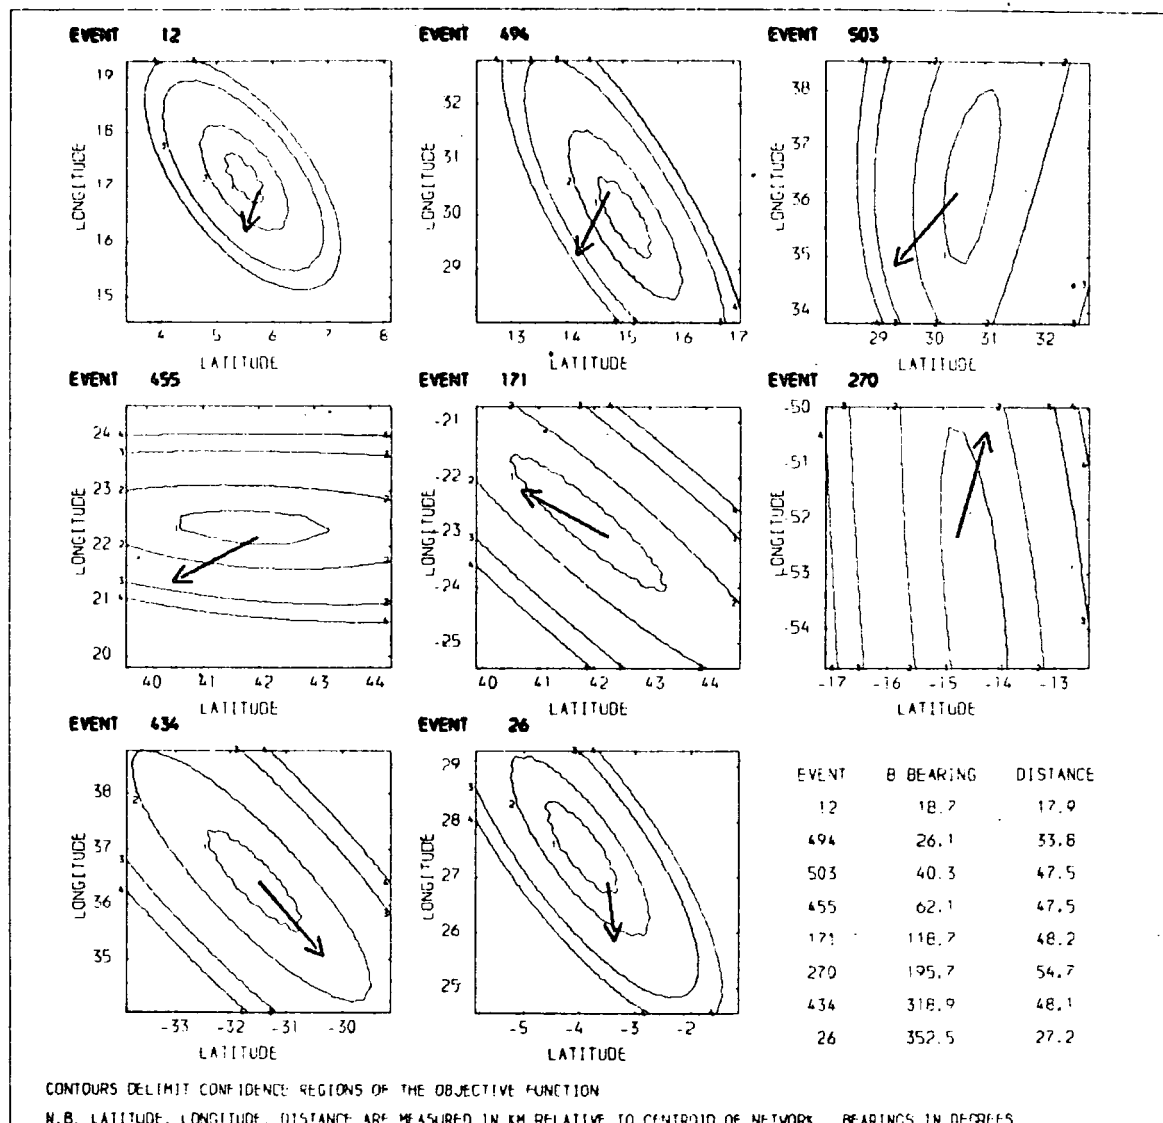 EVENT 12
EVENT 494
EVENT 503
19
18
17
16
15
LONGITUDE
4 5 6 7 8
LATITUDE
32
31
30
29
LONGITUDE
13 14 15 16 17
LATITUDE
38
37
36
35
34
LONGITUDE
29 30 31 32
LATITUDE
EVENT 455
EVENT 171
EVENT 270
24
23
22
21
20
LONGITUDE
40 41 42 43 44
LATITUDE
-21
-22
-23
-24
-25
LONGITUDE
40 41 42 43 44
LATITUDE
-50
-51
-52
-53
-54
LONGITUDE
-17 -16 -15 -14 -13
LATITUDE
EVENT 434
EVENT 26
38
37
36
35
LONGITUDE
-33 -32 -31 -30
LATITUDE
29
28
27
26
25
LONGITUDE
-5 -4 -3 -2
LATITUDE
EVENT B BEARING DISTANCE
12 18.7 17.9
494 26.1 33.8
503 40.3 47.5
455 62.1 47.5
171 118.7 48.2
270 195.7 54.7
434 318.9 48.1
26 352.5 27.2
CONTOURS DELIMIT CONFIDENCE REGIONS OF THE OBJECTIVE FUNCTION
N.B. LATITUDE, LONGITUDE, DISTANCE ARE MEASURED IN KM RELATIVE TO CENTROID OF NETWORK. BEARINGS IN DEGREES